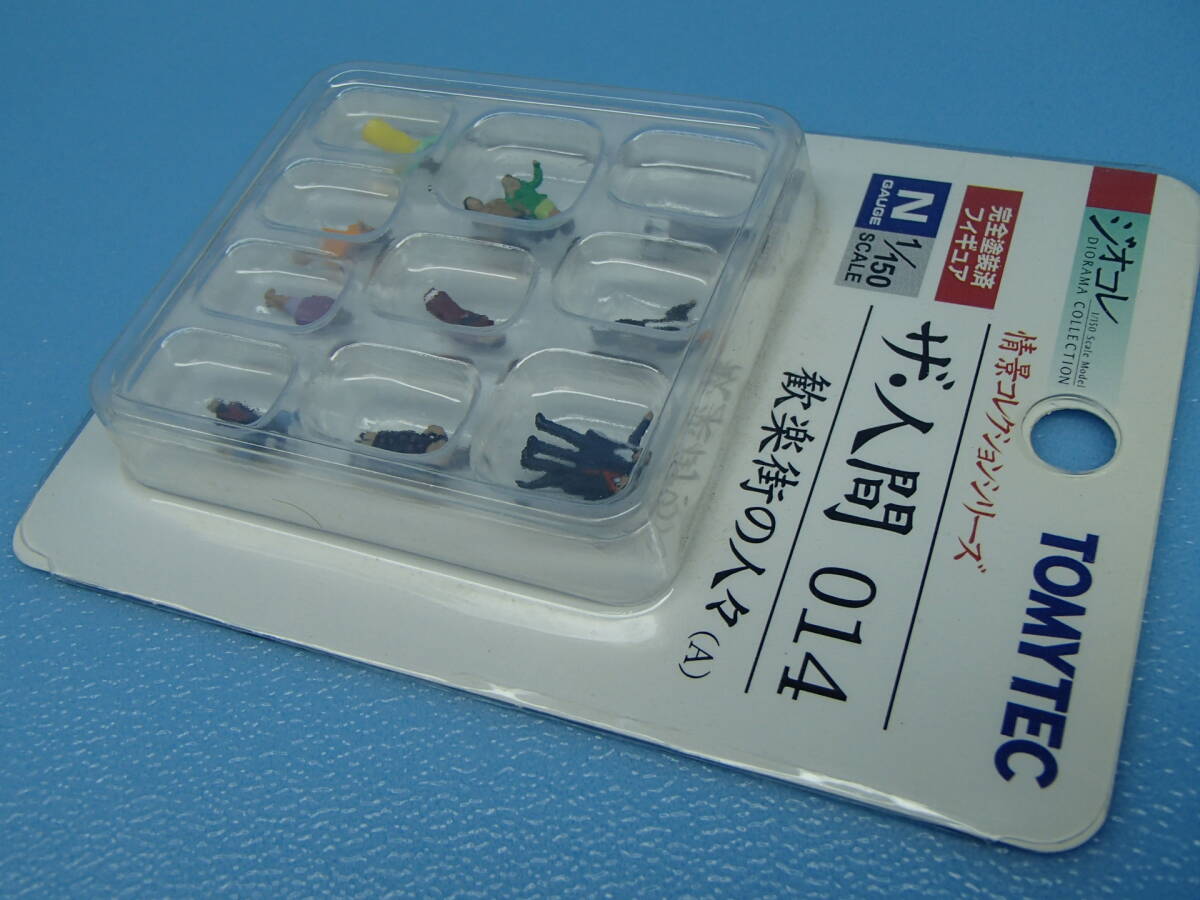 TOMYTEC
ジオコレ
DIORAMA COLLECTION
1/150 Scale Model
情景コレクションシリーズ
完全塗装済
フィギュア
N
GAUGE
1/150
SCALE
ザ・人間 014
歓楽街の人々(A)